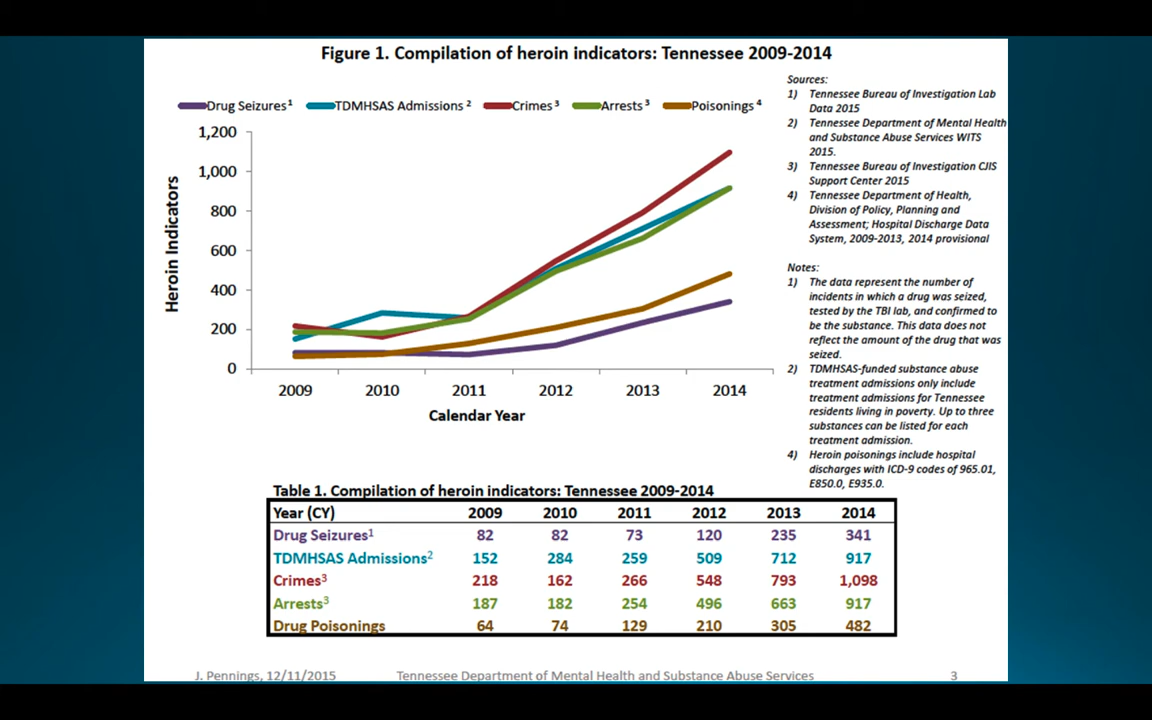 Figure 1. Compilation of heroin indicators: Tennessee 2009-2014
Drug Seizures¹ TDMHSAS Admissions ² Crimes ³ Arrests ³ Poisonings ⁴
1,200
1,000
800
600
400
200
0
Heroin Indicators
2009 2010 2011 2012 2013 2014
Calendar Year
Sources:
1) Tennessee Bureau of Investigation Lab
Data 2015
2) Tennessee Department of Mental Health
and Substance Abuse Services WITS
2015.
3) Tennessee Bureau of Investigation CJIS
Support Center 2015
4) Tennessee Department of Health,
Division of Policy, Planning and
Assessment; Hospital Discharge Data
System, 2009-2013, 2014 provisional
Notes:
1) The data represent the number of
incidents in which a drug was seized,
tested by the TBI lab, and confirmed to
be the substance. This data does not
reflect the amount of the drug that was
seized.
2) TDMHSAS-funded substance abuse
treatment admissions only include
treatment admissions for Tennessee
residents living in poverty. Up to three
substances can be listed for each
treatment admission.
4) Heroin poisonings include hospital
discharges with ICD-9 codes of 965.01,
E850.0, E935.0.
Table 1. Compilation of heroin indicators: Tennessee 2009-2014
Year (CY) 2009 2010 2011 2012 2013 2014
Drug Seizures¹ 82 82 73 120 235 341
TDMHSAS Admissions² 152 284 259 509 712 917
Crimes³ 218 162 266 548 793 1,098
Arrests³ 187 182 254 496 663 917
Drug Poisonings 64 74 129 210 305 482
J. Pennings, 12/11/2015 Tennessee Department of Mental Health and Substance Abuse Services 3